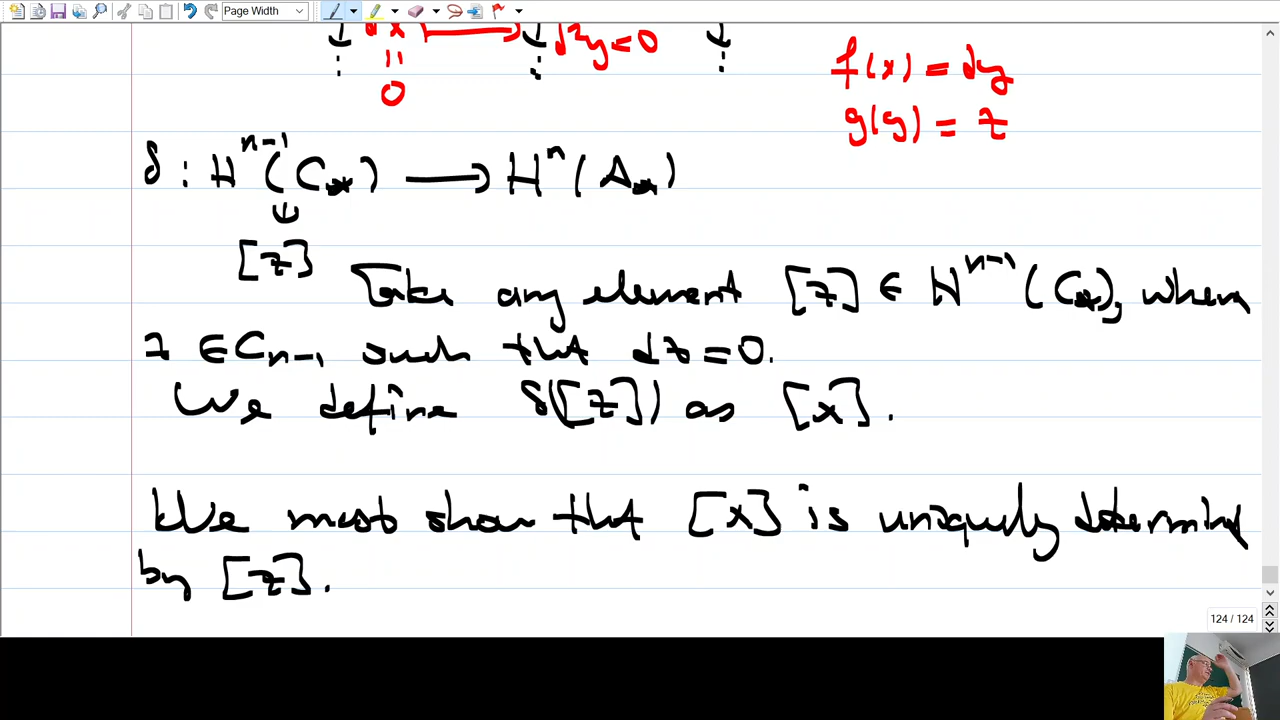 Page Width
dx d²y=0
f(x) = dy
⋮ || ⋮ ⋮
0
g(y) = z
δ : H^{n-1}(C_*) → H^n(A_*)
↓
[z]
Take any element [z] ∈ H^{n-1}(C_*), where
z ∈ C_{n-1} such that dz = 0.
We define δ([z]) as [x].
We must show that [x] is uniquely determined
by [z].
124 / 124